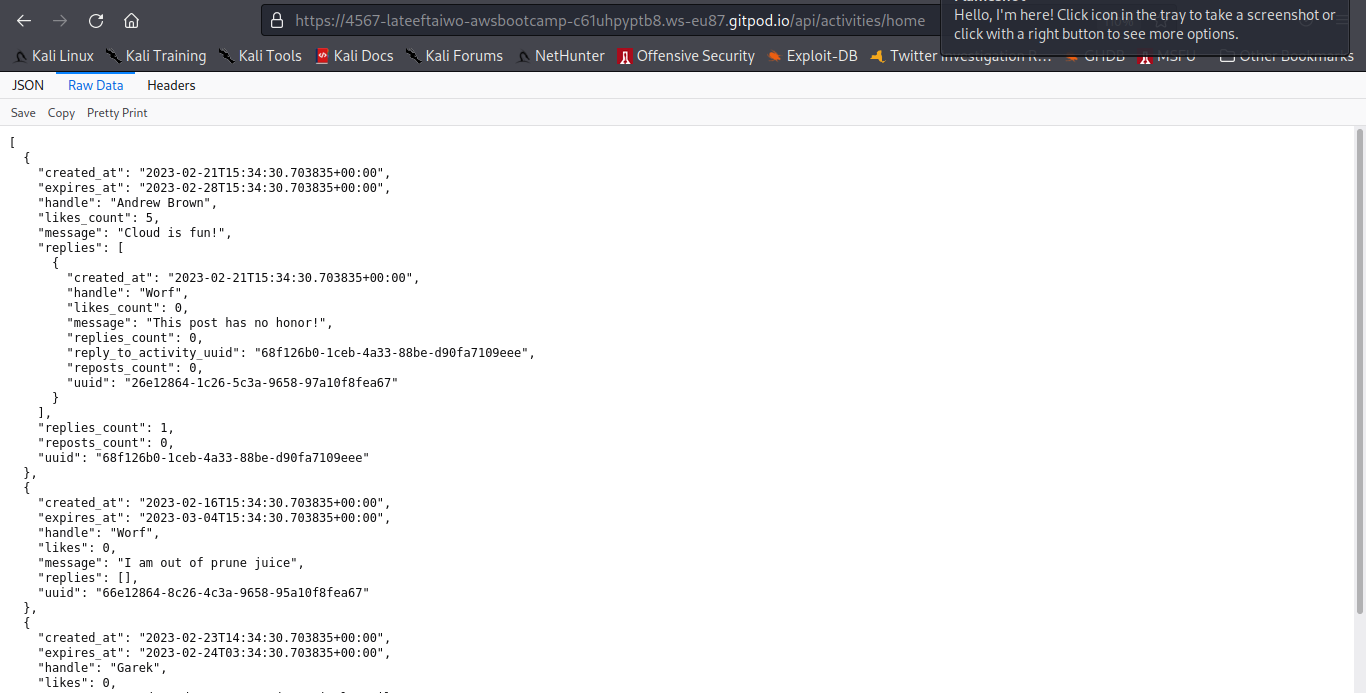 https://4567-lateeftaiwo-awsbootcamp-c61uhpyptb8.ws-eu87.gitpod.io/api/activities/home
Hello, I'm here! Click icon in the tray to take a screenshot or
click with a right button to see more options.
Kali Linux Kali Training Kali Tools Kali Docs Kali Forums NetHunter Offensive Security Exploit-DB Twitter Investigation R... GHDB MSFU Other Bookmarks
JSON Raw Data Headers
Save Copy Pretty Print
[
  {
    "created_at": "2023-02-21T15:34:30.703835+00:00",
    "expires_at": "2023-02-28T15:34:30.703835+00:00",
    "handle": "Andrew Brown",
    "likes_count": 5,
    "message": "Cloud is fun!",
    "replies": [
      {
        "created_at": "2023-02-21T15:34:30.703835+00:00",
        "handle": "Worf",
        "likes_count": 0,
        "message": "This post has no honor!",
        "replies_count": 0,
        "reply_to_activity_uuid": "68f126b0-1ceb-4a33-88be-d90fa7109eee",
        "reposts_count": 0,
        "uuid": "26e12864-1c26-5c3a-9658-97a10f8fea67"
      }
    ],
    "replies_count": 1,
    "reposts_count": 0,
    "uuid": "68f126b0-1ceb-4a33-88be-d90fa7109eee"
  },
  {
    "created_at": "2023-02-16T15:34:30.703835+00:00",
    "expires_at": "2023-03-04T15:34:30.703835+00:00",
    "handle": "Worf",
    "likes": 0,
    "message": "I am out of prune juice",
    "replies": [],
    "uuid": "66e12864-8c26-4c3a-9658-95a10f8fea67"
  },
  {
    "created_at": "2023-02-23T14:34:30.703835+00:00",
    "expires_at": "2023-02-24T03:34:30.703835+00:00",
    "handle": "Garek",
    "likes": 0,